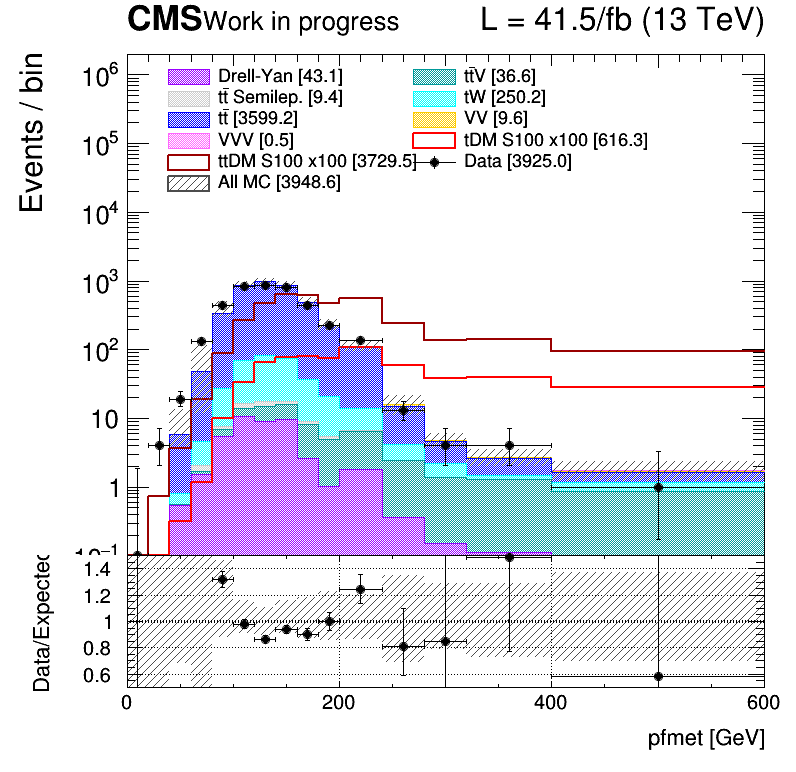 CMS Work in progress L = 41.5/fb (13 TeV)
Events / bin
Drell-Yan [43.1] tt̄V [36.6]
tt̄ Semilep. [9.4] tW [250.2]
tt̄ [3599.2] VV [9.6]
VVV [0.5] tDM S100 x100 [616.3]
ttDM S100 x100 [3729.5] Data [3925.0]
All MC [3948.6]
10⁶
10⁵
10⁴
10³
10²
10
1
10⁻¹
Data/Expected
1.4
1.2
1
0.8
0.6
0 200 400 600
pfmet [GeV]